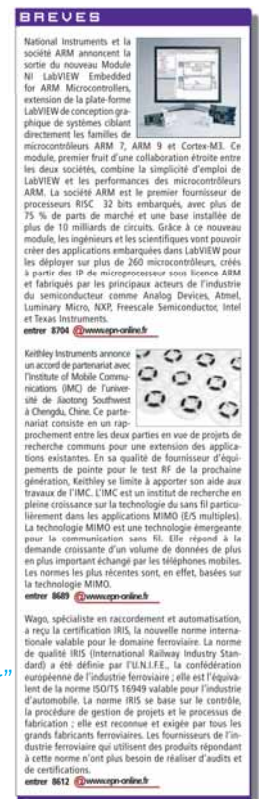 BREVES
National Instruments et la
société ARM annoncent la
sortie du nouveau Module
NI LabVIEW Embedded
for ARM Microcontrollers,
extension de la plate-forme
LabVIEW de conception gra-
phique de systèmes ciblant
directement les familles de
microcontrôleurs ARM 7, ARM 9 et Cortex-M3. Ce
module, premier fruit d'une collaboration étroite entre
les deux sociétés, combine la simplicité d'emploi de
LabVIEW et les performances des microcontrôleurs
ARM. La société ARM est le premier fournisseur de
processeurs RISC 32 bits embarqués, avec plus de
75 % de parts de marché et une base installée de
plus de 10 milliards de circuits. Grâce à ce nouveau
module, les ingénieurs et les scientifiques vont pouvoir
créer des applications embarquées dans LabVIEW pour
les déployer sur plus de 260 microcontrôleurs, créés
à partir des IP de microprocesseur sous licence ARM
et fabriqués par les principaux acteurs de l'industrie
du semiconducteur comme Analog Devices, Atmel,
Luminary Micro, NXP, Freescale Semiconductor, Intel
et Texas Instruments.
entrer 8704 @www.epn-online.fr
Keithley Instruments annonce
un accord de partenariat avec
l'Institute of Mobile Commu-
nications (IMC) de l'univer-
sité de Jiaotong Southwest
à Chengdu, Chine. Ce parte-
nariat consiste en un rap-
prochement entre les deux parties en vue de projets de
recherche communs pour une extension des applica-
tions existantes. En sa qualité de fournisseur d'équi-
pements de pointe pour le test RF de la prochaine
génération, Keithley se limite à apporter son aide aux
travaux de l'IMC. L'IMC est un institut de recherche en
pleine croissance sur la technologie du sans fil particu-
lièrement dans les applications MIMO (E/S multiples).
La technologie MIMO est une technologie émergeante
pour la communication sans fil. Elle répond à la
demande croissante d'un volume de données de plus
en plus important échangé par les téléphones mobiles.
Les normes les plus récentes sont, en effet, basées sur
la technologie MIMO.
entrer 8689 @www.epn-online.fr
Wago, spécialiste en raccordement et automatisation,
a reçu la certification IRIS, la nouvelle norme interna-
tionale valable pour le domaine ferroviaire. La norme
de qualité IRIS (International Railway Industry Stan-
dard) a été définie par l'U.N.I.F.E., la confédération
européenne de l'industrie ferroviaire ; elle est l'équiva-
lent de la norme ISO/TS 16949 valable pour l'industrie
d'automobile. La norme IRIS se base sur le contrôle,
la procédure de gestion de projets et le processus de
fabrication ; elle est reconnue et exigée par tous les
grands fabricants ferroviaires. Les fournisseurs de l'in-
dustrie ferroviaire qui utilisent des produits répondant
à cette norme n'ont plus besoin de réaliser d'audits et
de certifications.
entrer 8612 @www.epn-online.fr